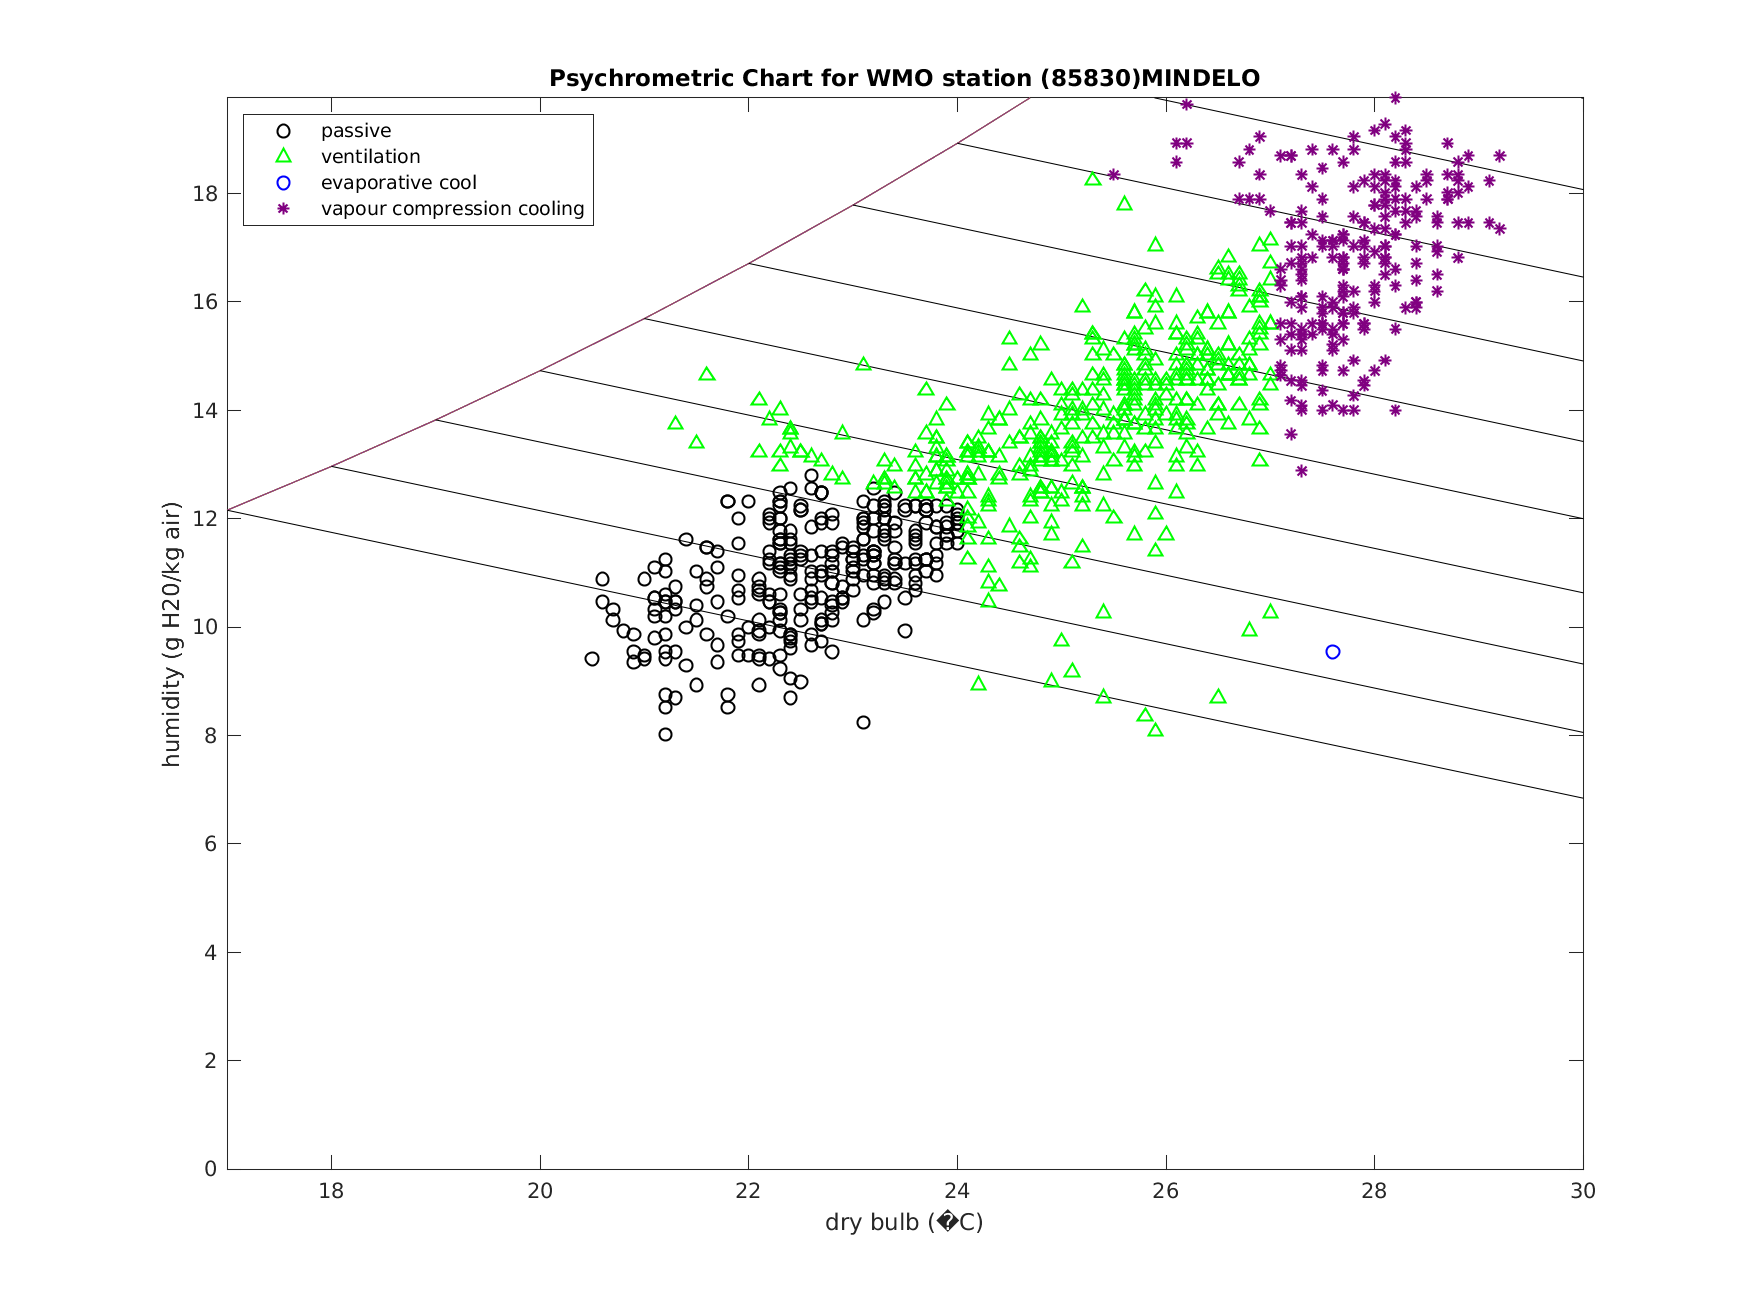 Psychrometric Chart for WMO station (85830)MINDELO
passive
ventilation
evaporative cool
vapour compression cooling
humidity (g H20/kg air)
18
16
14
12
10
8
6
4
2
0
18 20 22 24 26 28 30
dry bulb (�C)